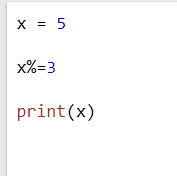 x = 5
x%=3
print(x)